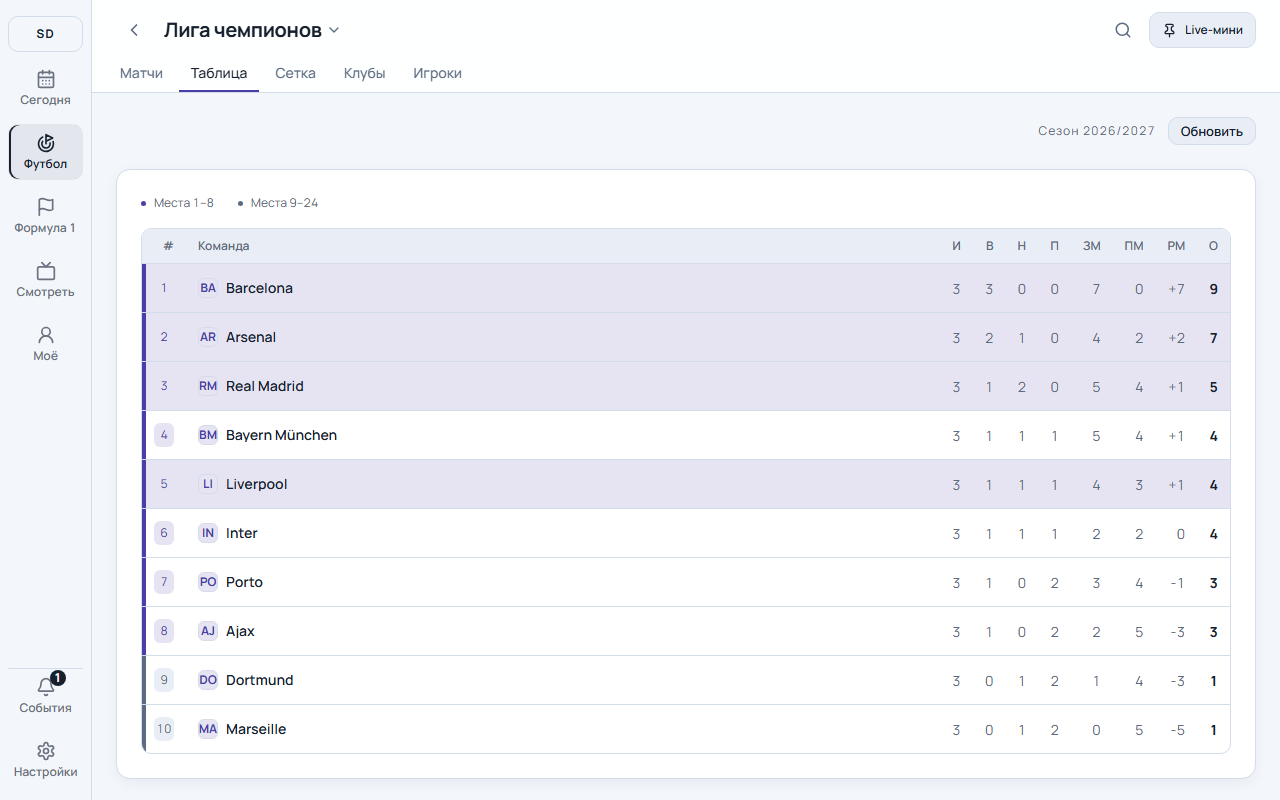 SD
Сегодня
Футбол
Формула 1
Смотреть
Моё
1
События
Настройки
Лига чемпионов
Live-мини
Матчи Таблица Сетка Клубы Игроки
Сезон 2026/2027 Обновить
Места 1–8 Места 9–24
# Команда И В Н П ЗМ ПМ РМ О
1 BA Barcelona 3 3 0 0 7 0 +7 9
2 AR Arsenal 3 2 1 0 4 2 +2 7
3 RM Real Madrid 3 1 2 0 5 4 +1 5
4 BM Bayern München 3 1 1 1 5 4 +1 4
5 LI Liverpool 3 1 1 1 4 3 +1 4
6 IN Inter 3 1 1 1 2 2 0 4
7 PO Porto 3 1 0 2 3 4 -1 3
8 AJ Ajax 3 1 0 2 2 5 -3 3
9 DO Dortmund 3 0 1 2 1 4 -3 1
10 MA Marseille 3 0 1 2 0 5 -5 1